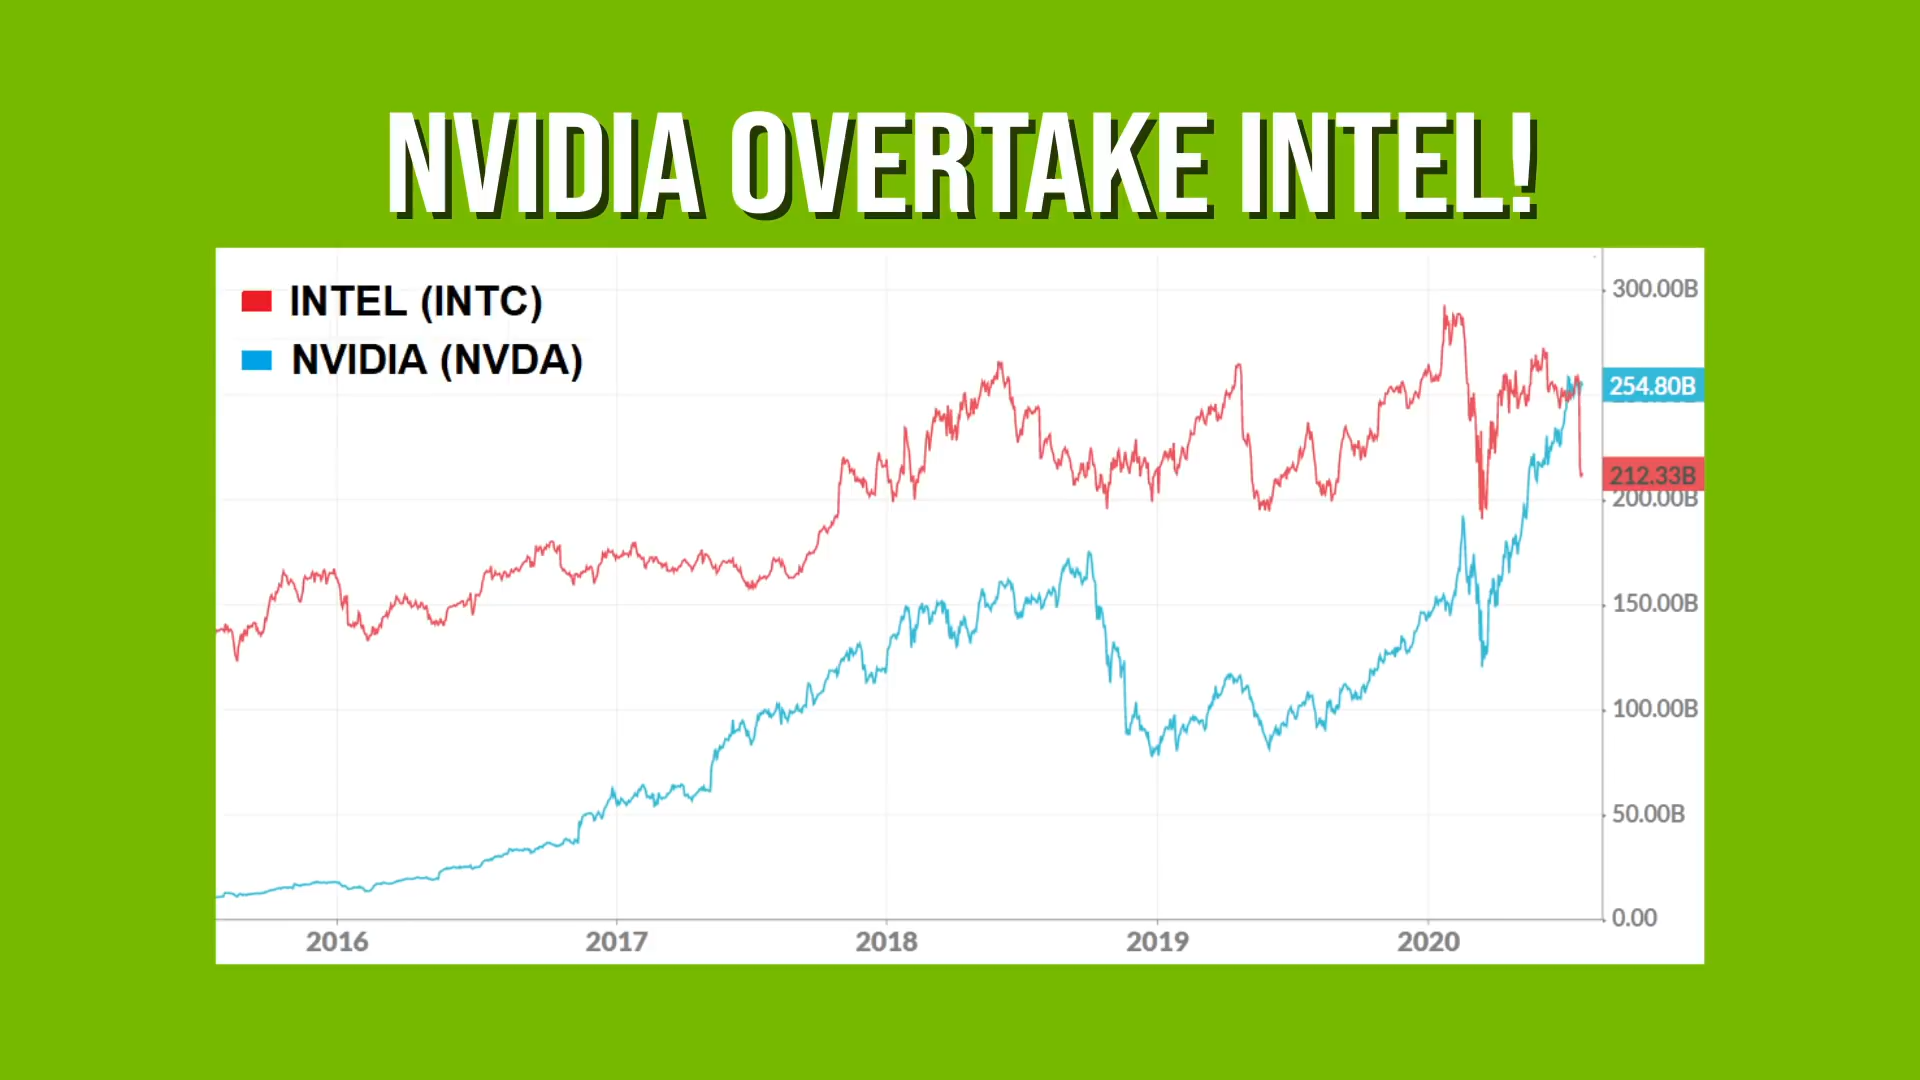 NVIDIA OVERTAKE INTEL!
INTEL (INTC)
NVIDIA (NVDA)
300.00B
254.80B
212.33B
200.00B
150.00B
100.00B
50.00B
0.00
2016 2017 2018 2019 2020